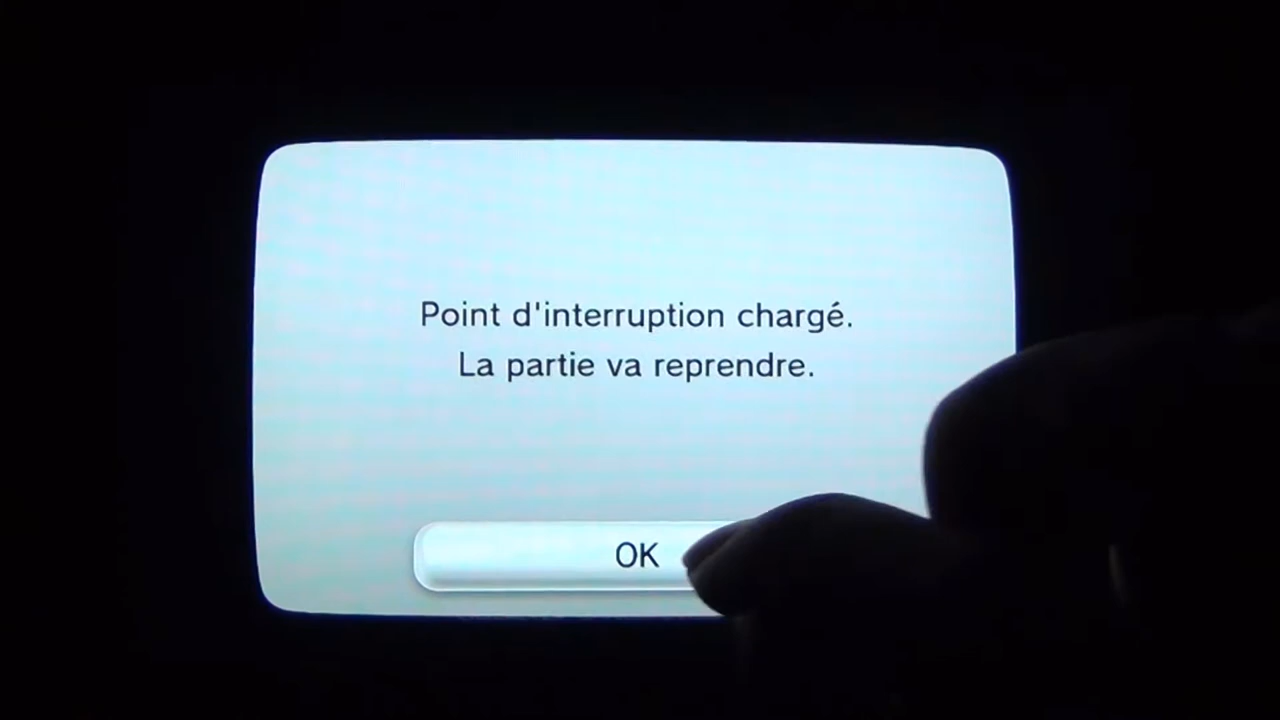 Point d'interruption chargé.
La partie va reprendre.
OK